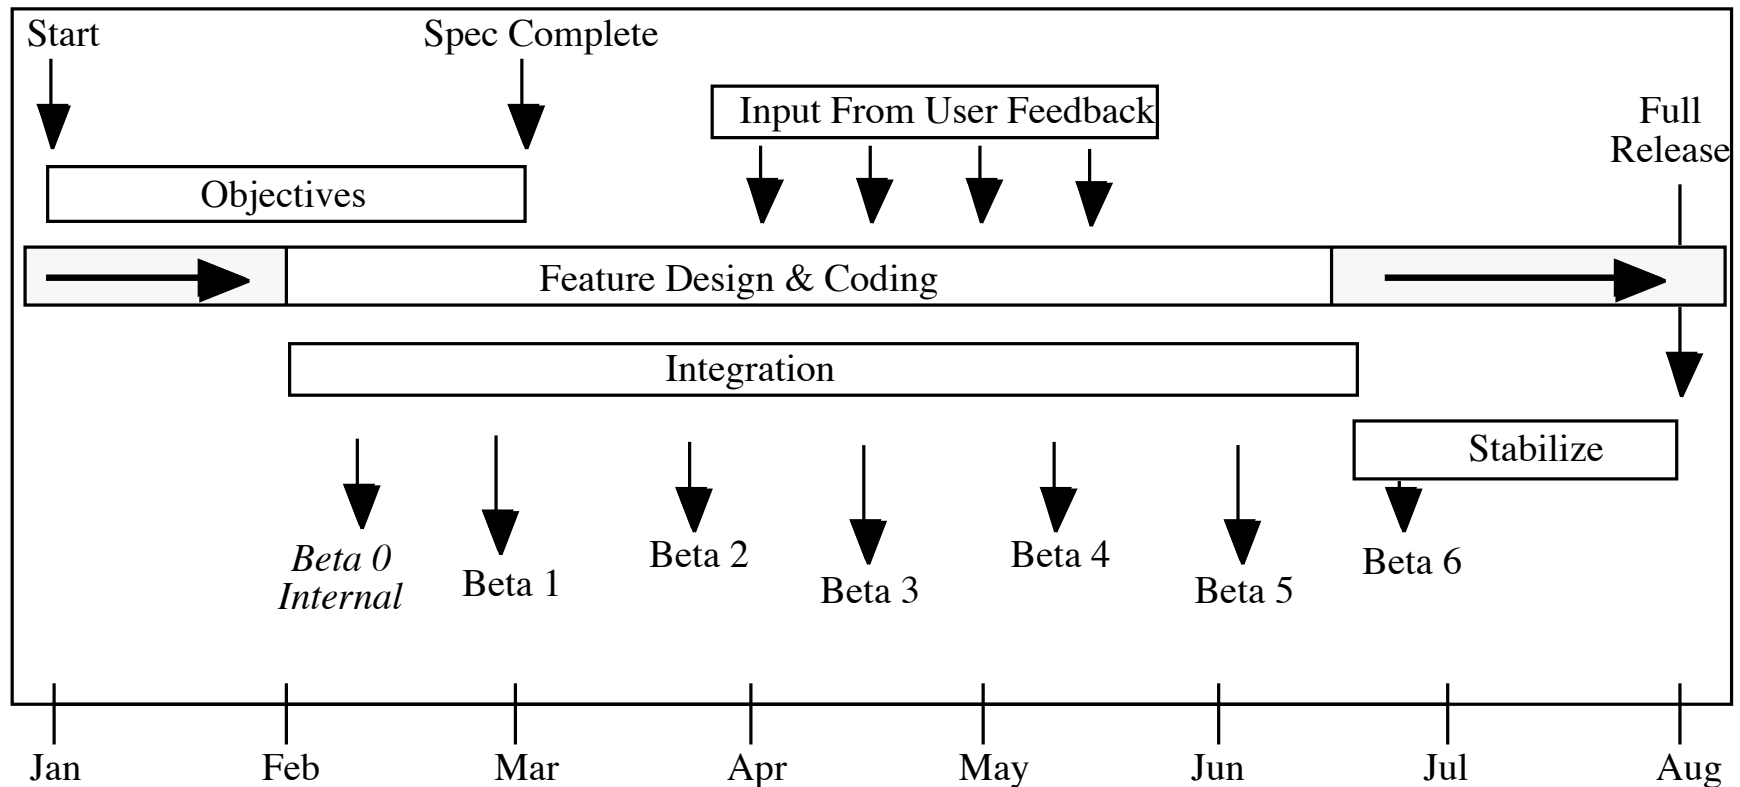 Start
Spec Complete
Input From User Feedback
Full
Release
Objectives
Feature Design & Coding
Integration
Stabilize
Beta 0
Internal
Beta 1
Beta 2
Beta 3
Beta 4
Beta 5
Beta 6
Jan
Feb
Mar
Apr
May
Jun
Jul
Aug